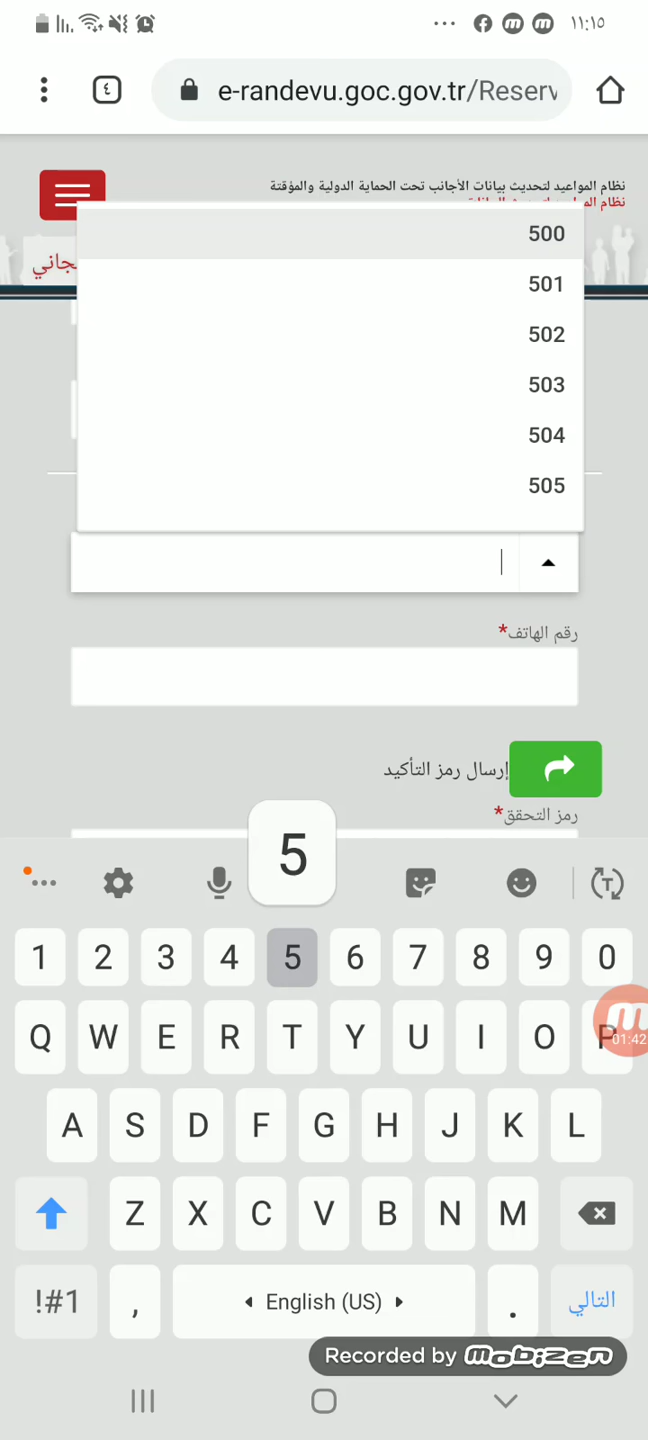 ١١:١٥
٤
e-randevu.goc.gov.tr/Reserv
نظام المواعيد لتحديث بيانات الأجانب تحت الحماية الدولية والمؤقتة
جاني
500
501
502
503
504
505
رقم الهاتف*
إرسال رمز التأكيد
رمز التحقق*
5
1 2 3 4 5 6 7 8 9 0
Q W E R T Y U I O P
01:42
A S D F G H J K L
Z X C V B N M
!#1 , English (US) . التالي
Recorded by mobizen